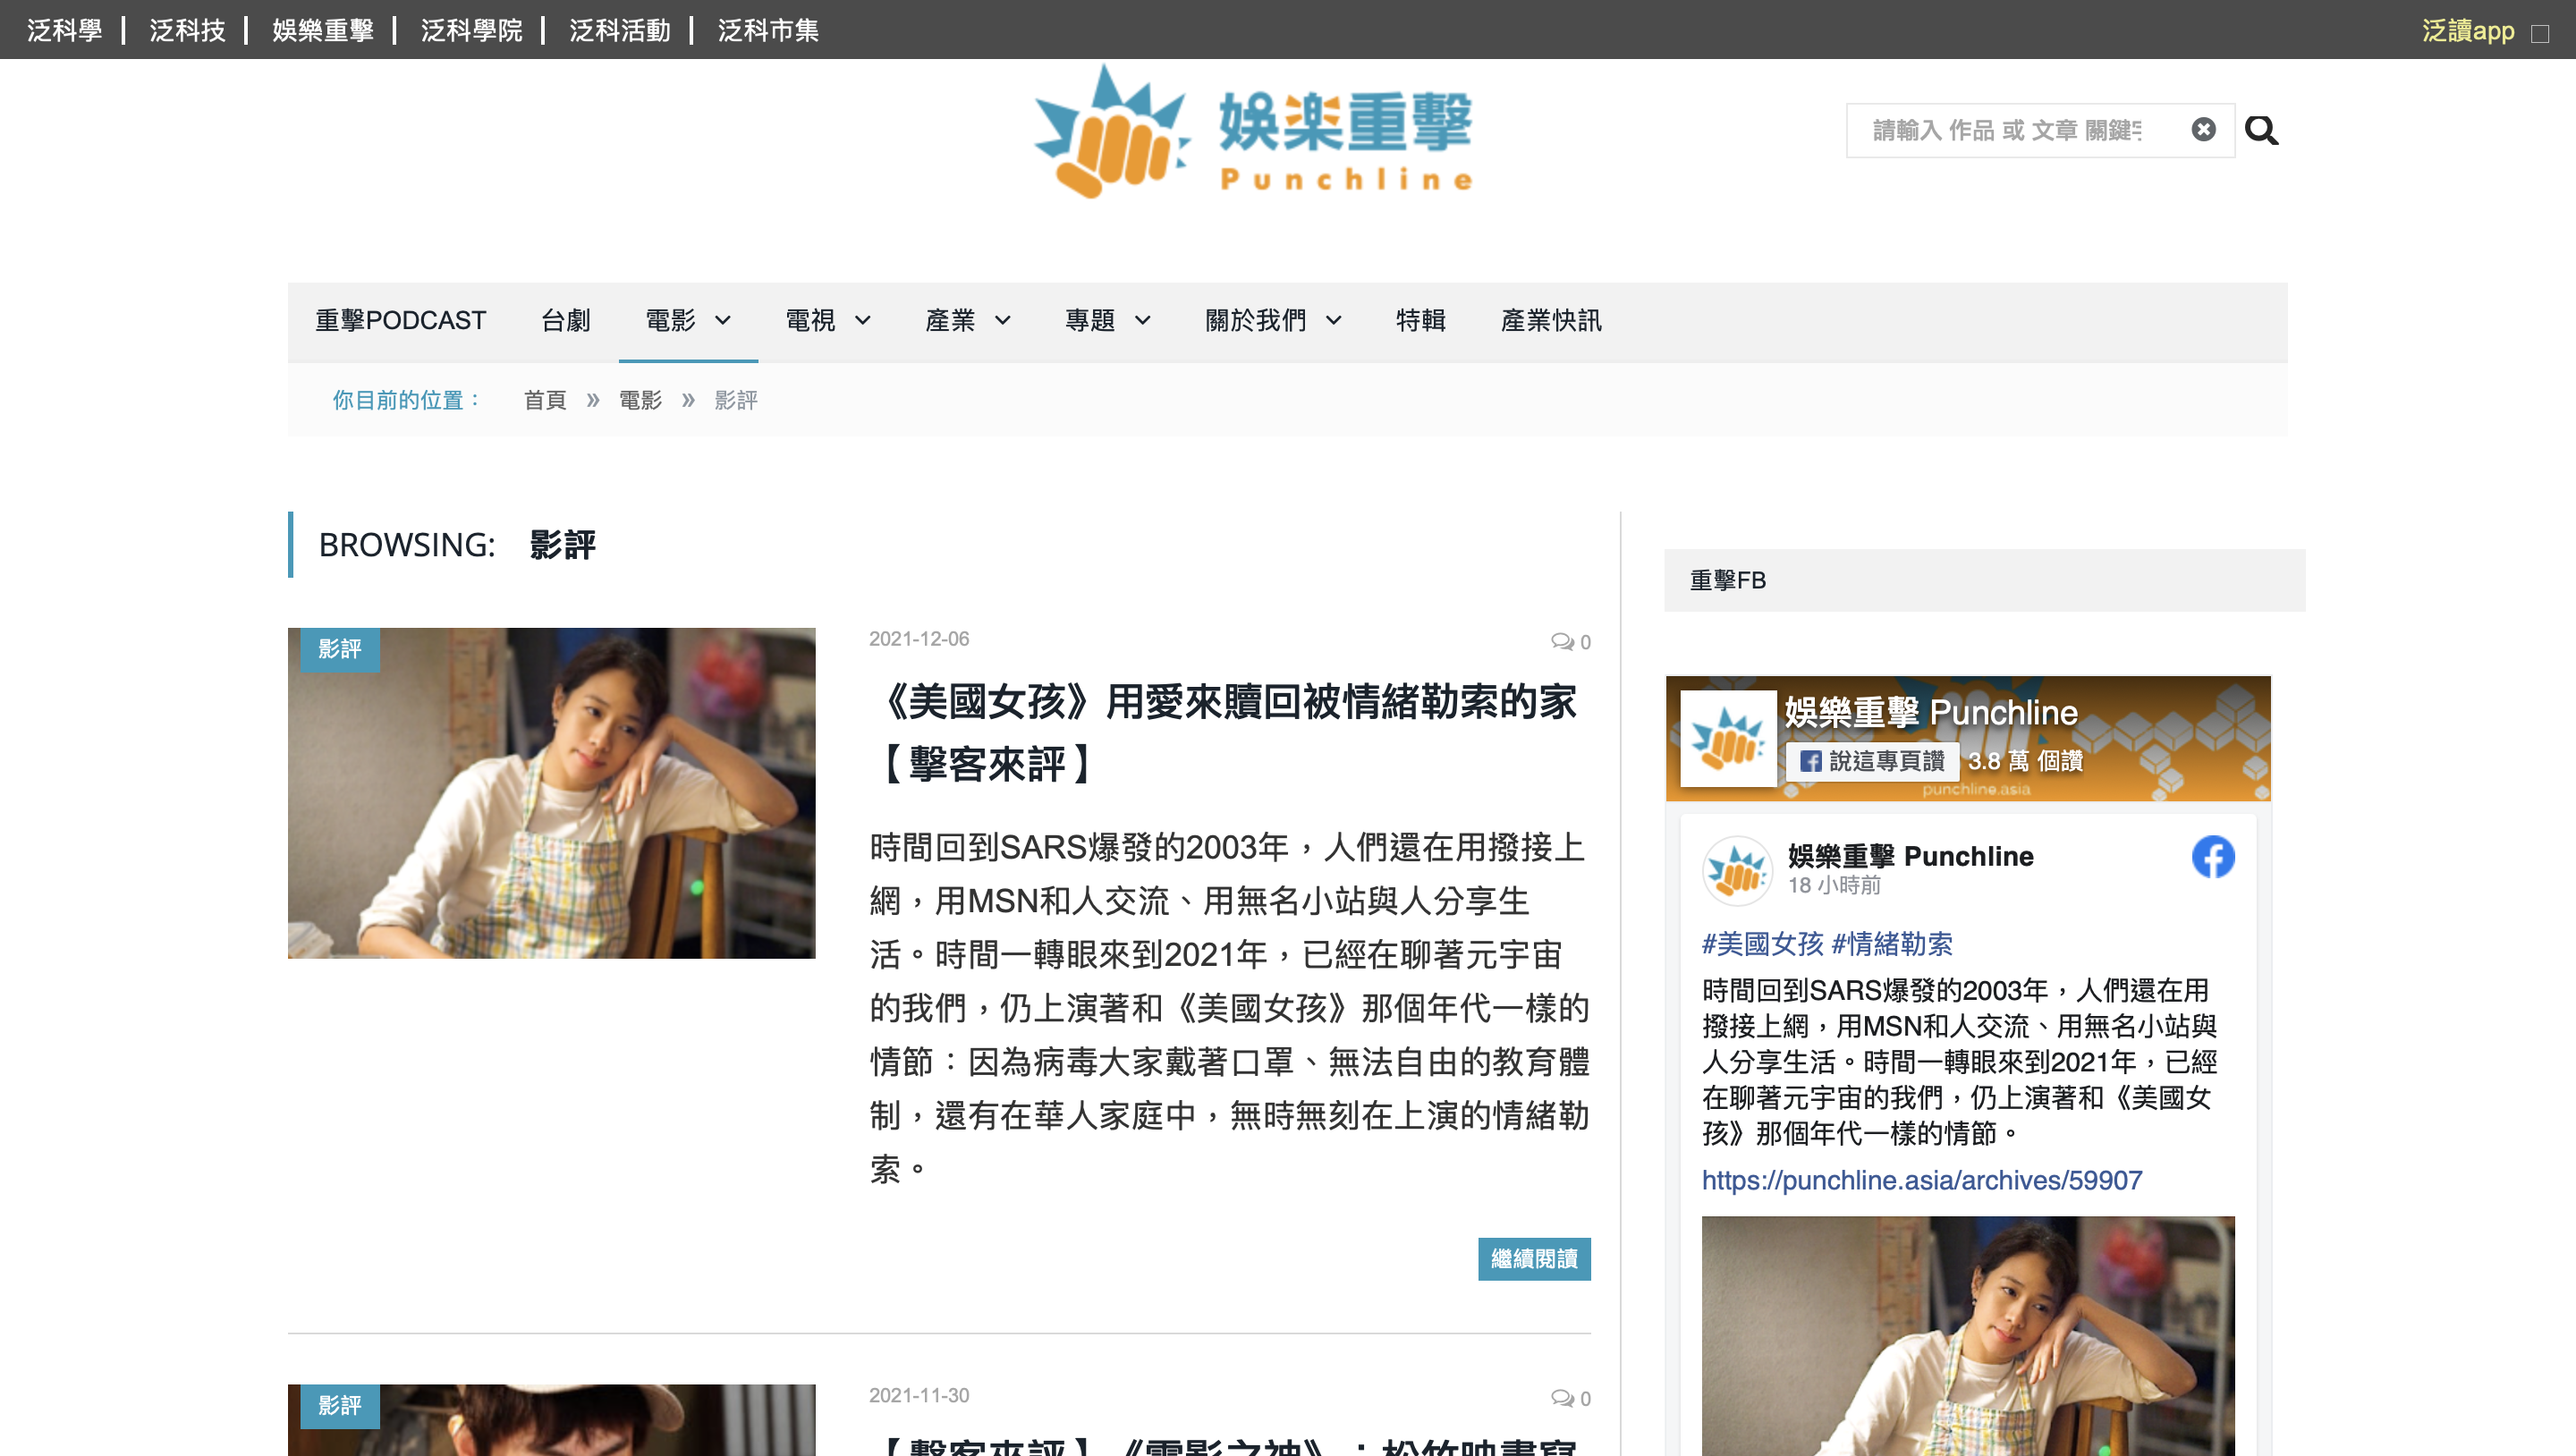 泛科學
泛科技
娛樂重擊
泛科學院
泛科活動
泛科市集
泛讀app
娛楽重擊
Punchline
請輸入 作品 或 文章 關鍵
重擊PODCAST
台劇
電影
電視
產業
專題
關於我們
特輯
產業快訊
你目前的位置：
首頁 » 電影 » 影評
BROWSING: 影評
影評
2021-12-06
0
《美國女孩》用愛來贖回被情緒勒索的家
【擊客來評】
時間回到SARS爆發的2003年，人們還在用撥接上
網，用MSN和人交流、用無名小站與人分享生
活。時間一轉眼來到2021年，已經在聊著元宇宙
的我們，仍上演著和《美國女孩》那個年代一樣的
情節：因為病毒大家戴著口罩、無法自由的教育體
制，還有在華人家庭中，無時無刻在上演的情緒勒
索。
繼續閱讀
影評
2021-11-30
0
【擊客來評】《電影之神》：松竹映畫寫
重擊FB
娛樂重擊 Punchline
說這專頁讚
3.8 萬 個讚
punchline.asia
娛樂重擊 Punchline
18 小時前
#美國女孩 #情緒勒索
時間回到SARS爆發的2003年，人們還在用
撥接上網，用MSN和人交流、用無名小站與
人分享生活。時間一轉眼來到2021年，已經
在聊著元宇宙的我們，仍上演著和《美國女
孩》那個年代一樣的情節。
https://punchline.asia/archives/59907